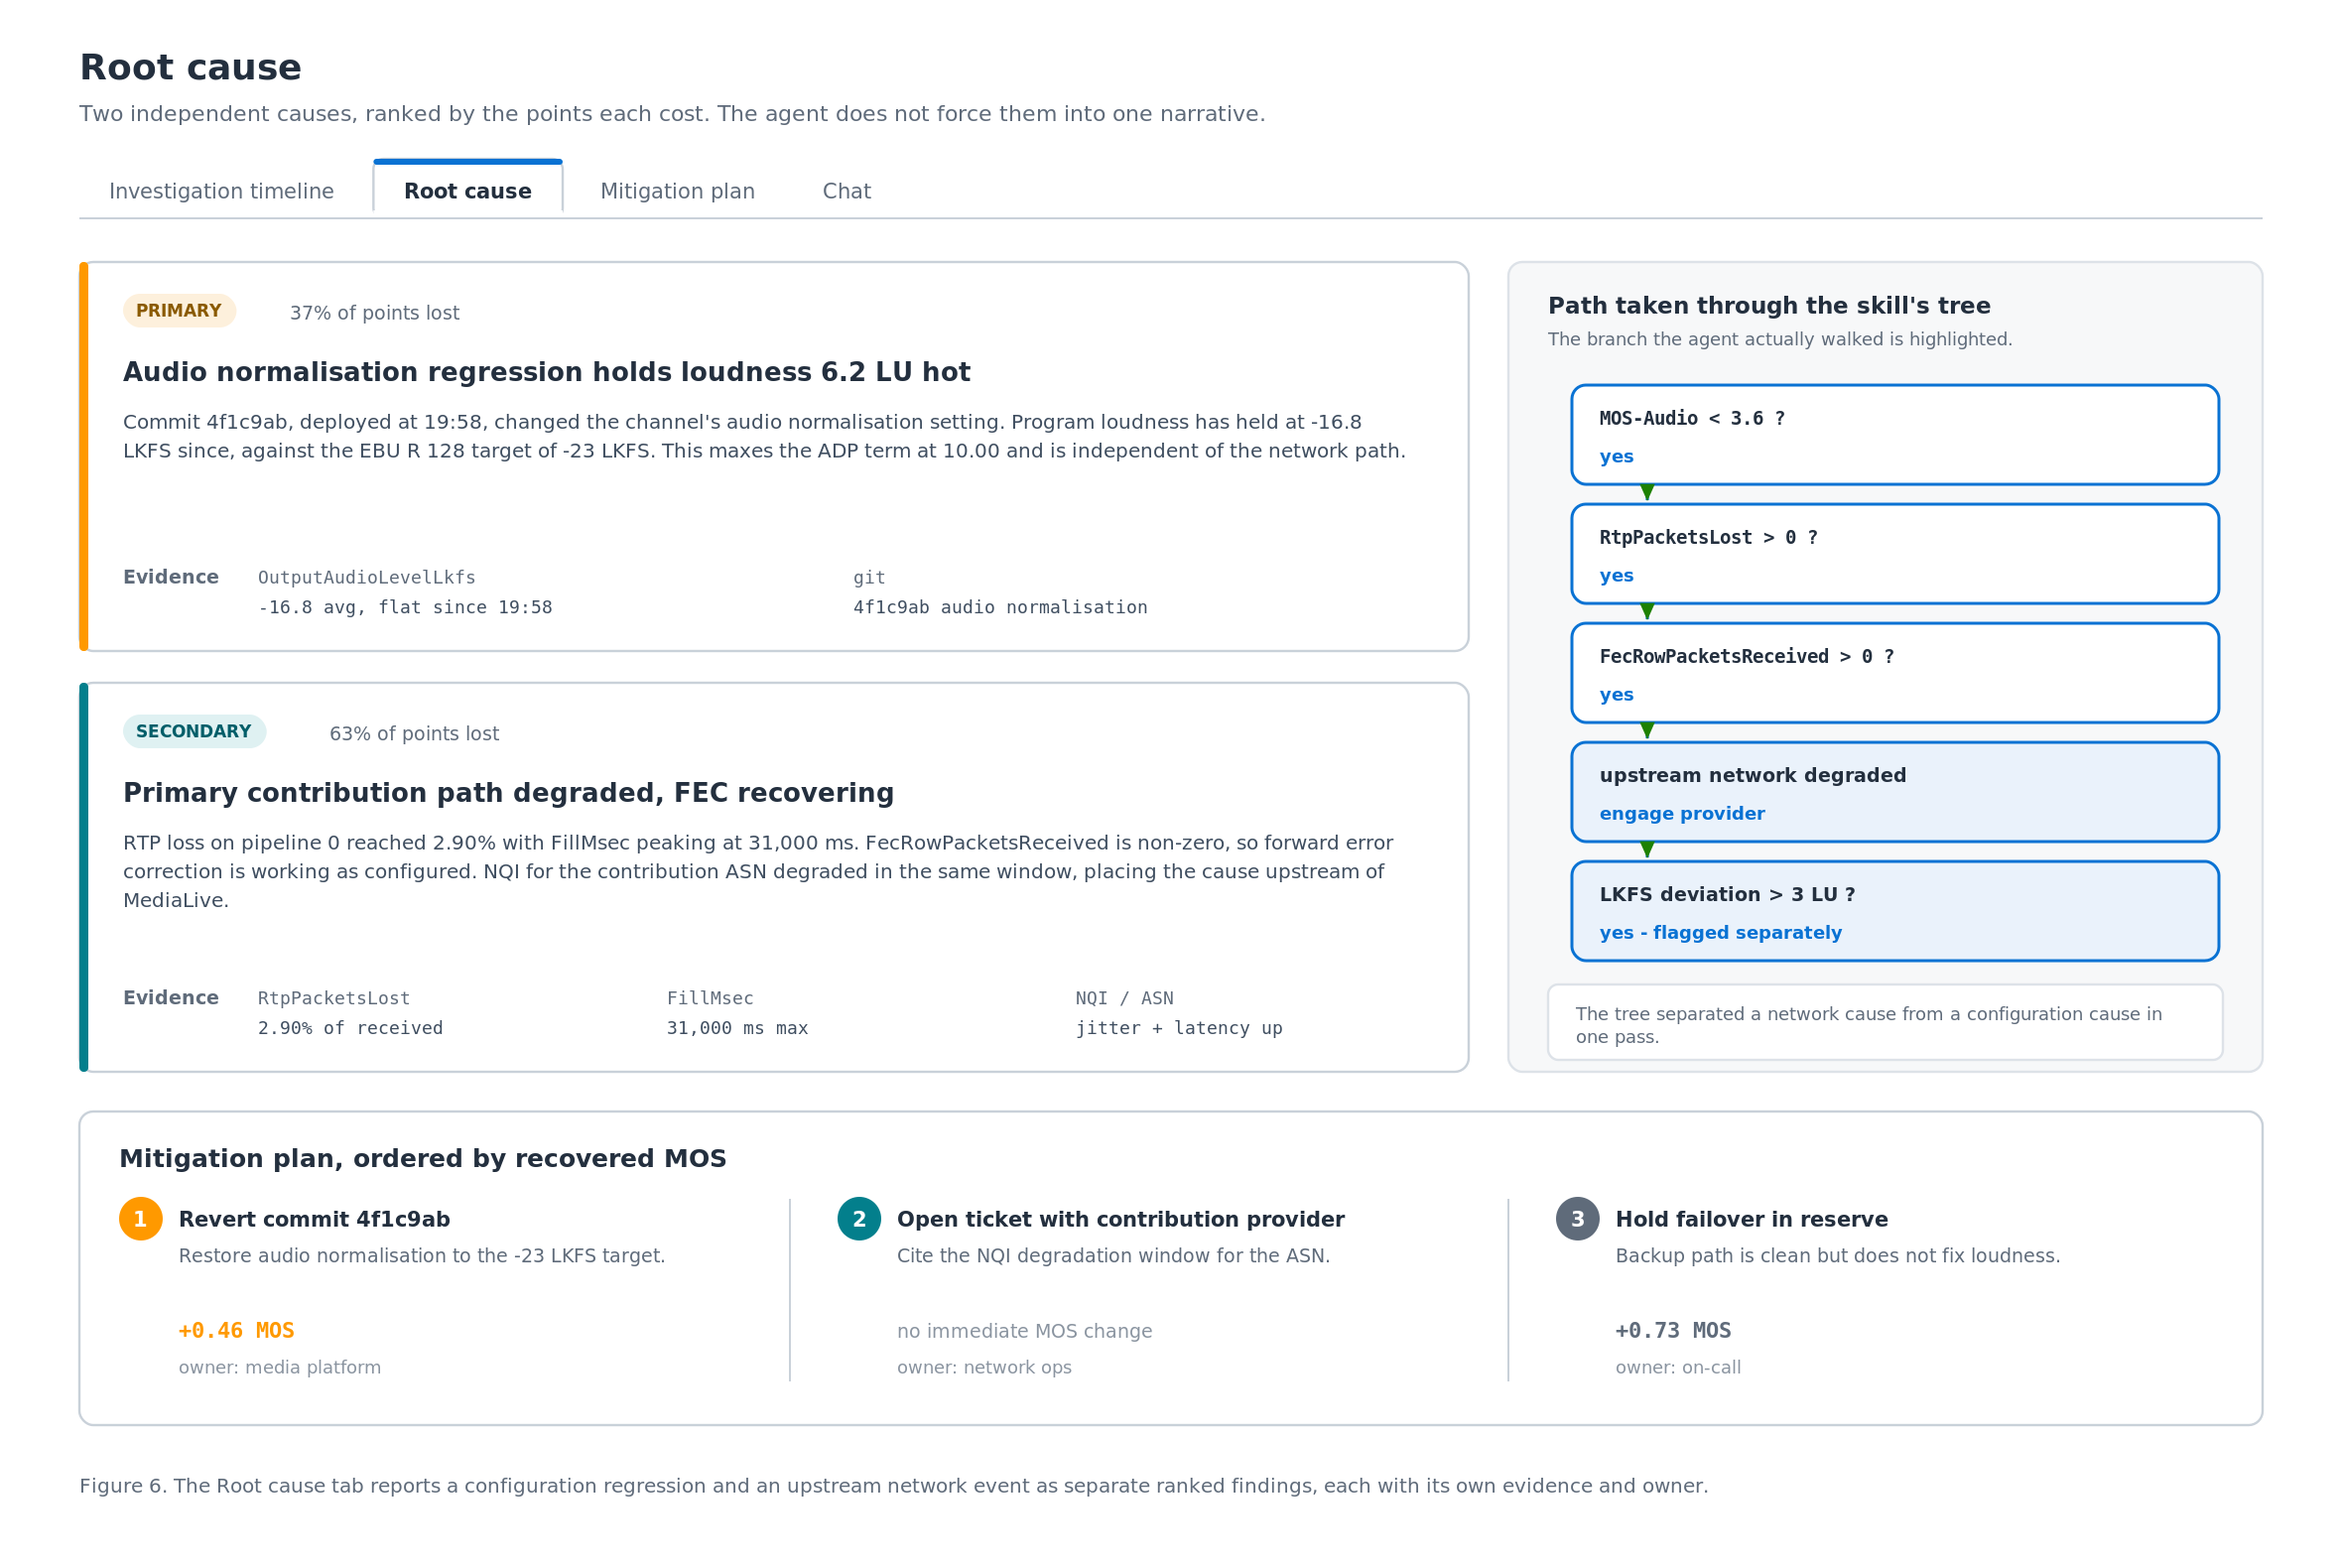 Root cause
Two independent causes, ranked by the points each cost. The agent does not force them into one narrative.
Investigation timeline
Root cause
Mitigation plan
Chat
PRIMARY
37% of points lost
Audio normalisation regression holds loudness 6.2 LU hot
Commit 4f1c9ab, deployed at 19:58, changed the channel's audio normalisation setting. Program loudness has held at -16.8
LKFS since, against the EBU R 128 target of -23 LKFS. This maxes the ADP term at 10.00 and is independent of the network path.
Evidence
OutputAudioLevelLkfs
-16.8 avg, flat since 19:58
git
4f1c9ab audio normalisation
SECONDARY
63% of points lost
Primary contribution path degraded, FEC recovering
RTP loss on pipeline 0 reached 2.90% with FillMsec peaking at 31,000 ms. FecRowPacketsReceived is non-zero, so forward error
correction is working as configured. NQI for the contribution ASN degraded in the same window, placing the cause upstream of
MediaLive.
Evidence
RtpPacketsLost
2.90% of received
FillMsec
31,000 ms max
NQI / ASN
jitter + latency up
Path taken through the skill's tree
The branch the agent actually walked is highlighted.
MOS-Audio < 3.6 ?
yes
RtpPacketsLost > 0 ?
yes
FecRowPacketsReceived > 0 ?
yes
upstream network degraded
engage provider
LKFS deviation > 3 LU ?
yes - flagged separately
The tree separated a network cause from a configuration cause in
one pass.
Mitigation plan, ordered by recovered MOS
1
Revert commit 4f1c9ab
Restore audio normalisation to the -23 LKFS target.
+0.46 MOS
owner: media platform
2
Open ticket with contribution provider
Cite the NQI degradation window for the ASN.
no immediate MOS change
owner: network ops
3
Hold failover in reserve
Backup path is clean but does not fix loudness.
+0.73 MOS
owner: on-call
Figure 6. The Root cause tab reports a configuration regression and an upstream network event as separate ranked findings, each with its own evidence and owner.